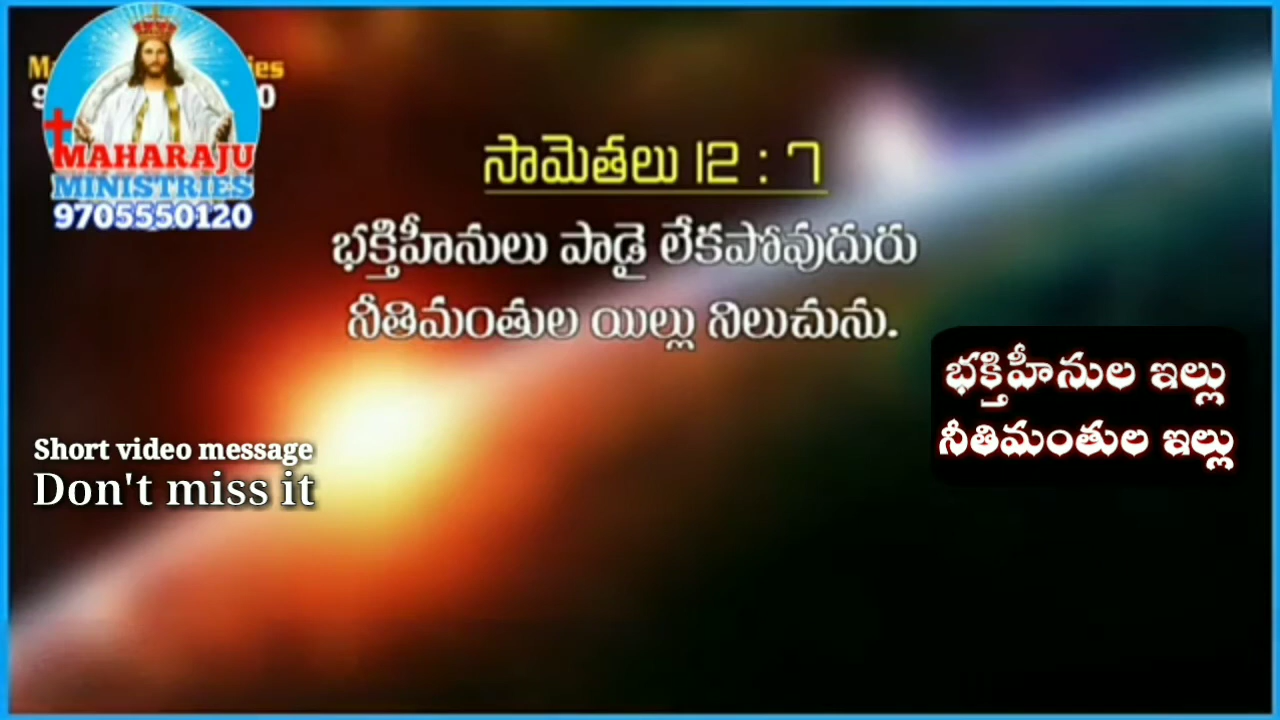 MAHARAJU
MINISTRIES
9705550120
సామెతలు 12 : 7
భక్తిహీనులు పాడై లేకపోవుదురు
నీతిమంతుల యిల్లు నిలుచును.
భక్తిహీనుల ఇల్లు
నీతిమంతుల ఇల్లు
Short video message
Don't miss it